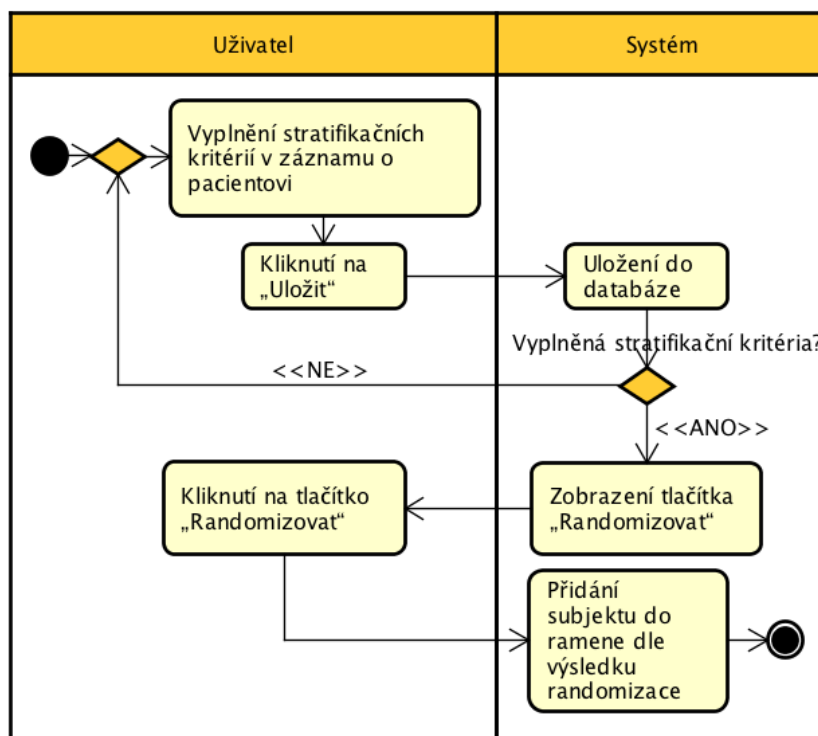 Uživatel
Systém
Vyplnění stratifikačních
kritérií v záznamu o
pacientovi
Kliknutí na
„Uložit“
Uložení do
databáze
Vyplněná stratifikační kritéria?
<<NE>>
<<ANO>>
Kliknutí na tlačítko
„Randomizovat“
Zobrazení tlačítka
„Randomizovat“
Přidání
subjektu do
ramene dle
výsledku
randomizace